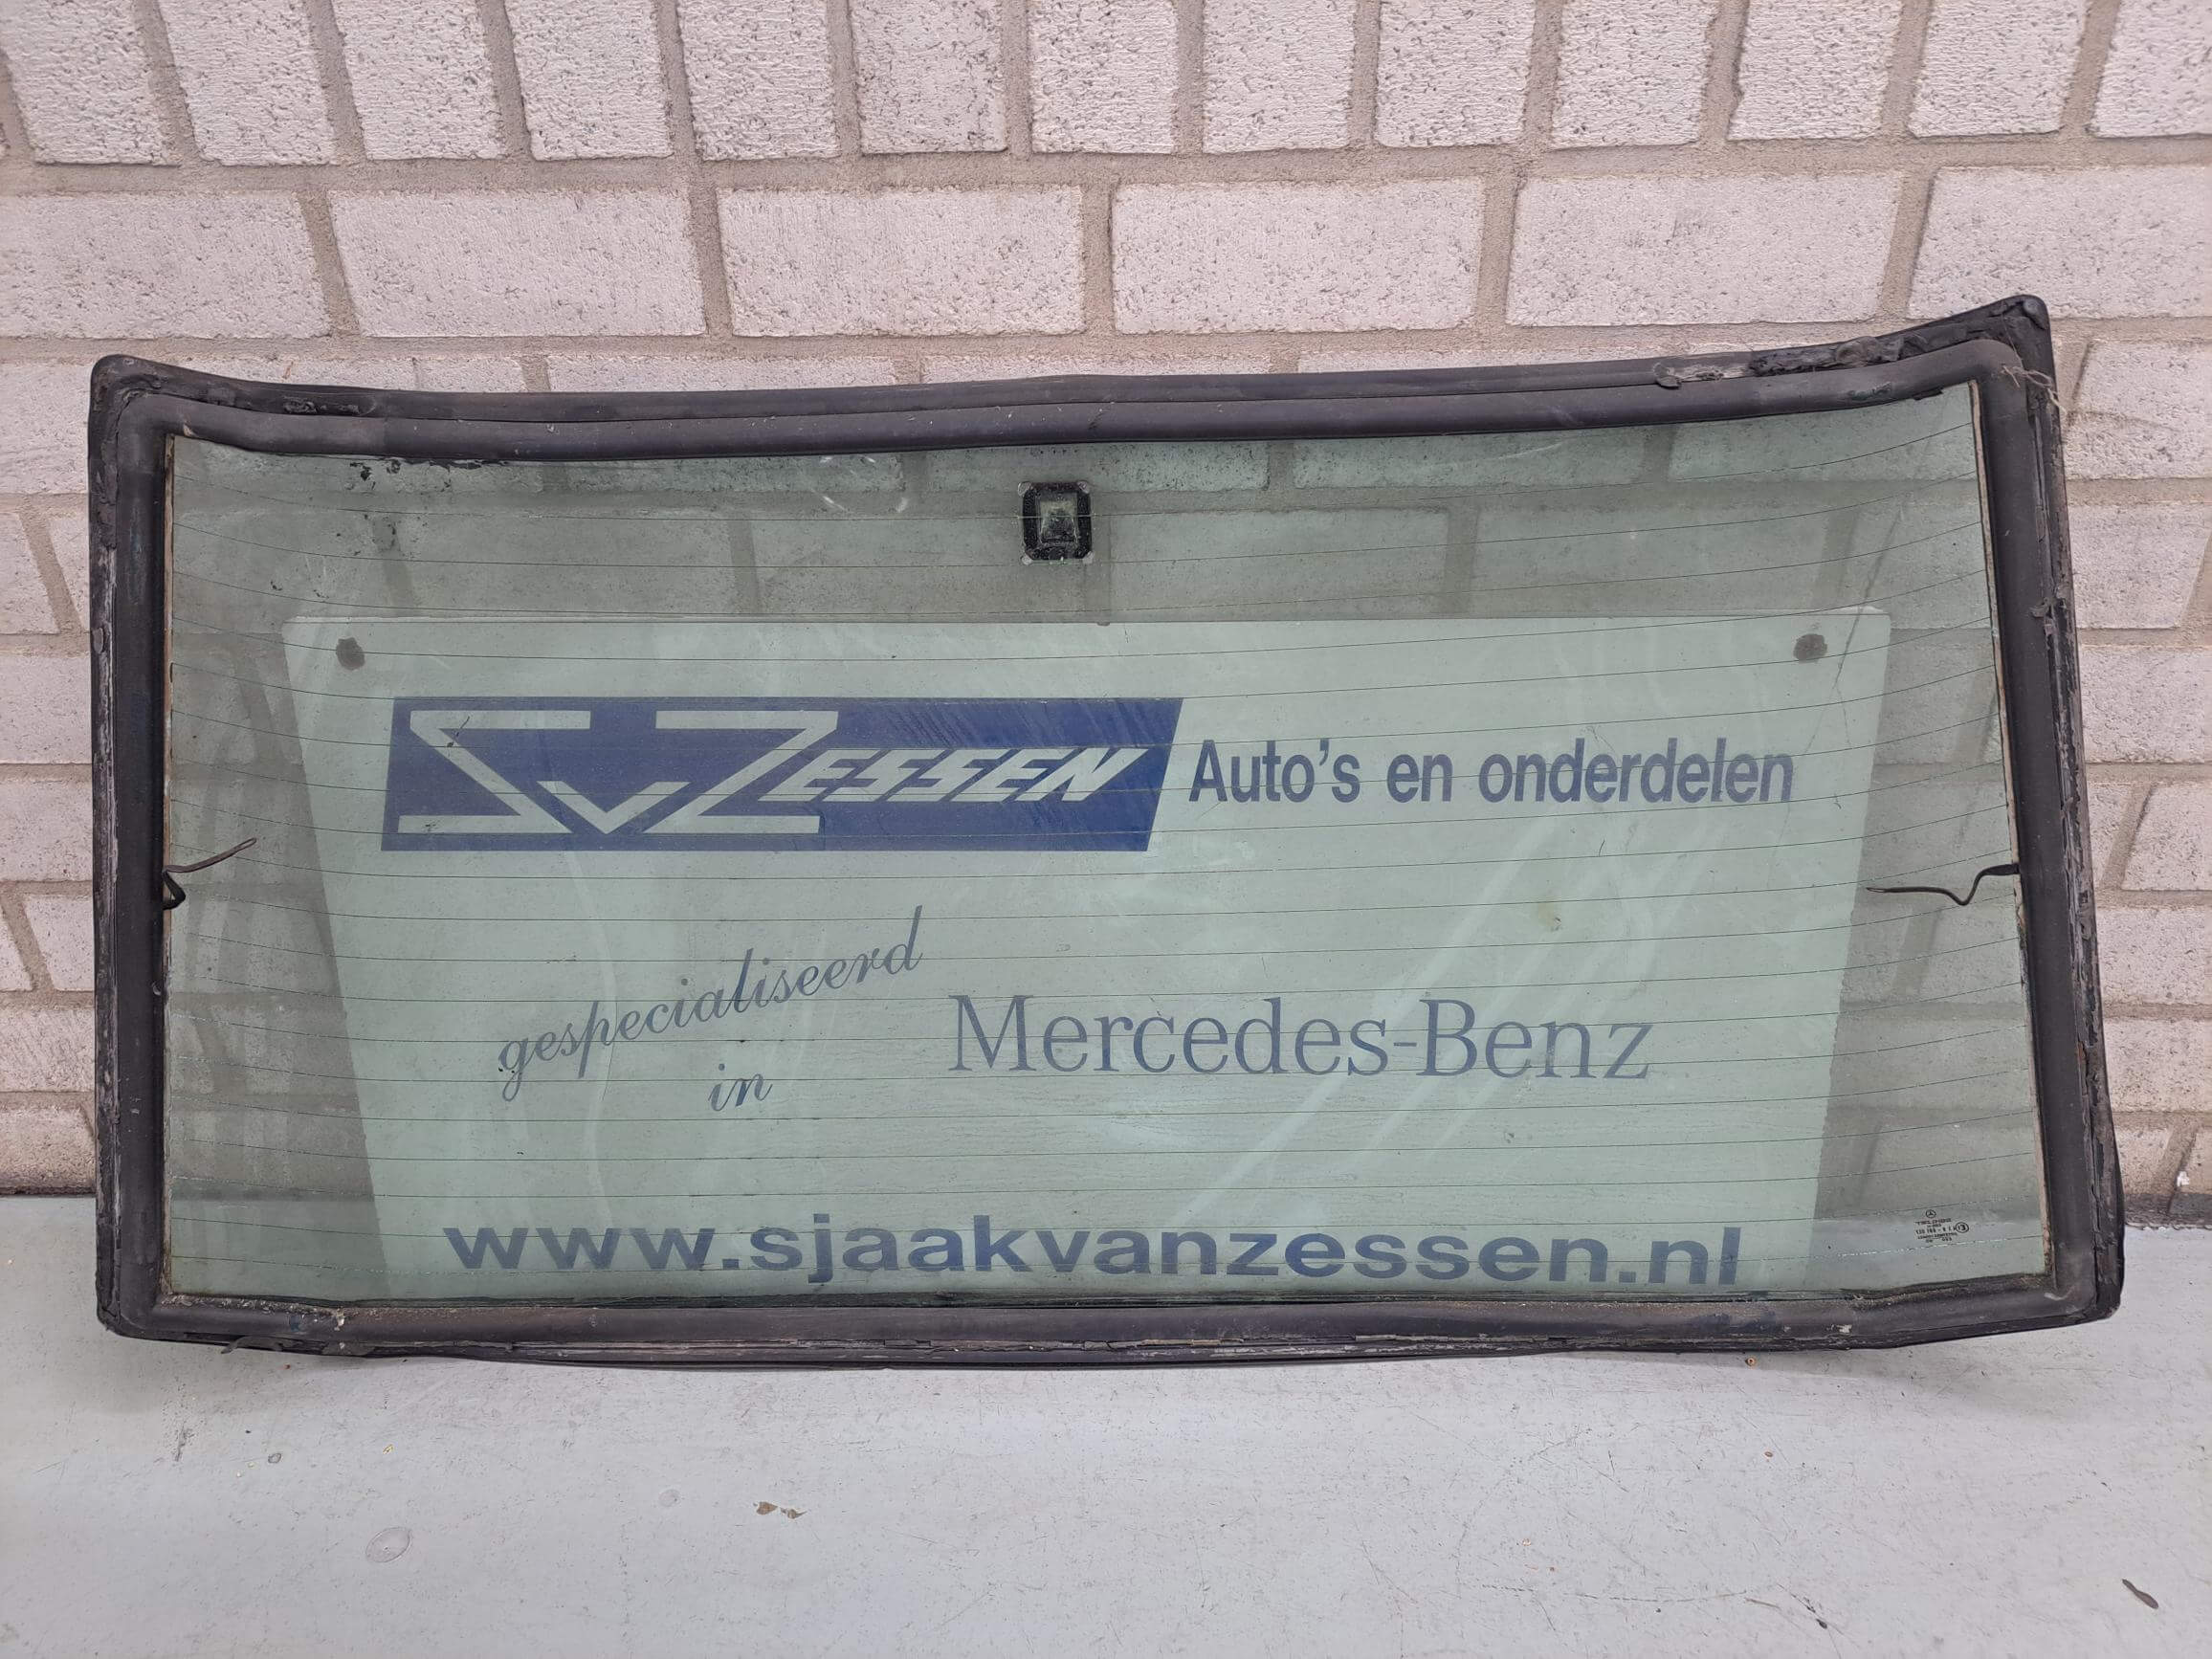 SvZESSEN Auto's en onderdelen
gespecialiseerd
in Mercedes-Benz
www.sjaakvanzessen.nl